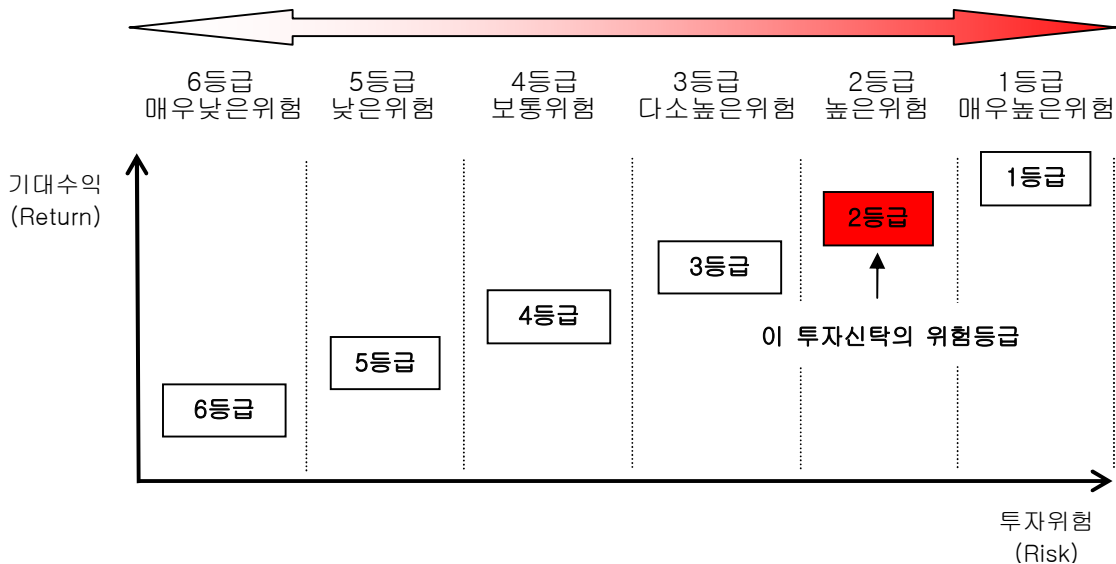 6등급 5등급 4등급 3등급 2등급 1등급
매우낮은위험 낮은위험 보통위험 다소높은위험 높은위험 매우높은위험
기대수익
(Return)
1등급
2등급
3등급
4등급
이 투자신탁의 위험등급
5등급
6등급
투자위험
(Risk)